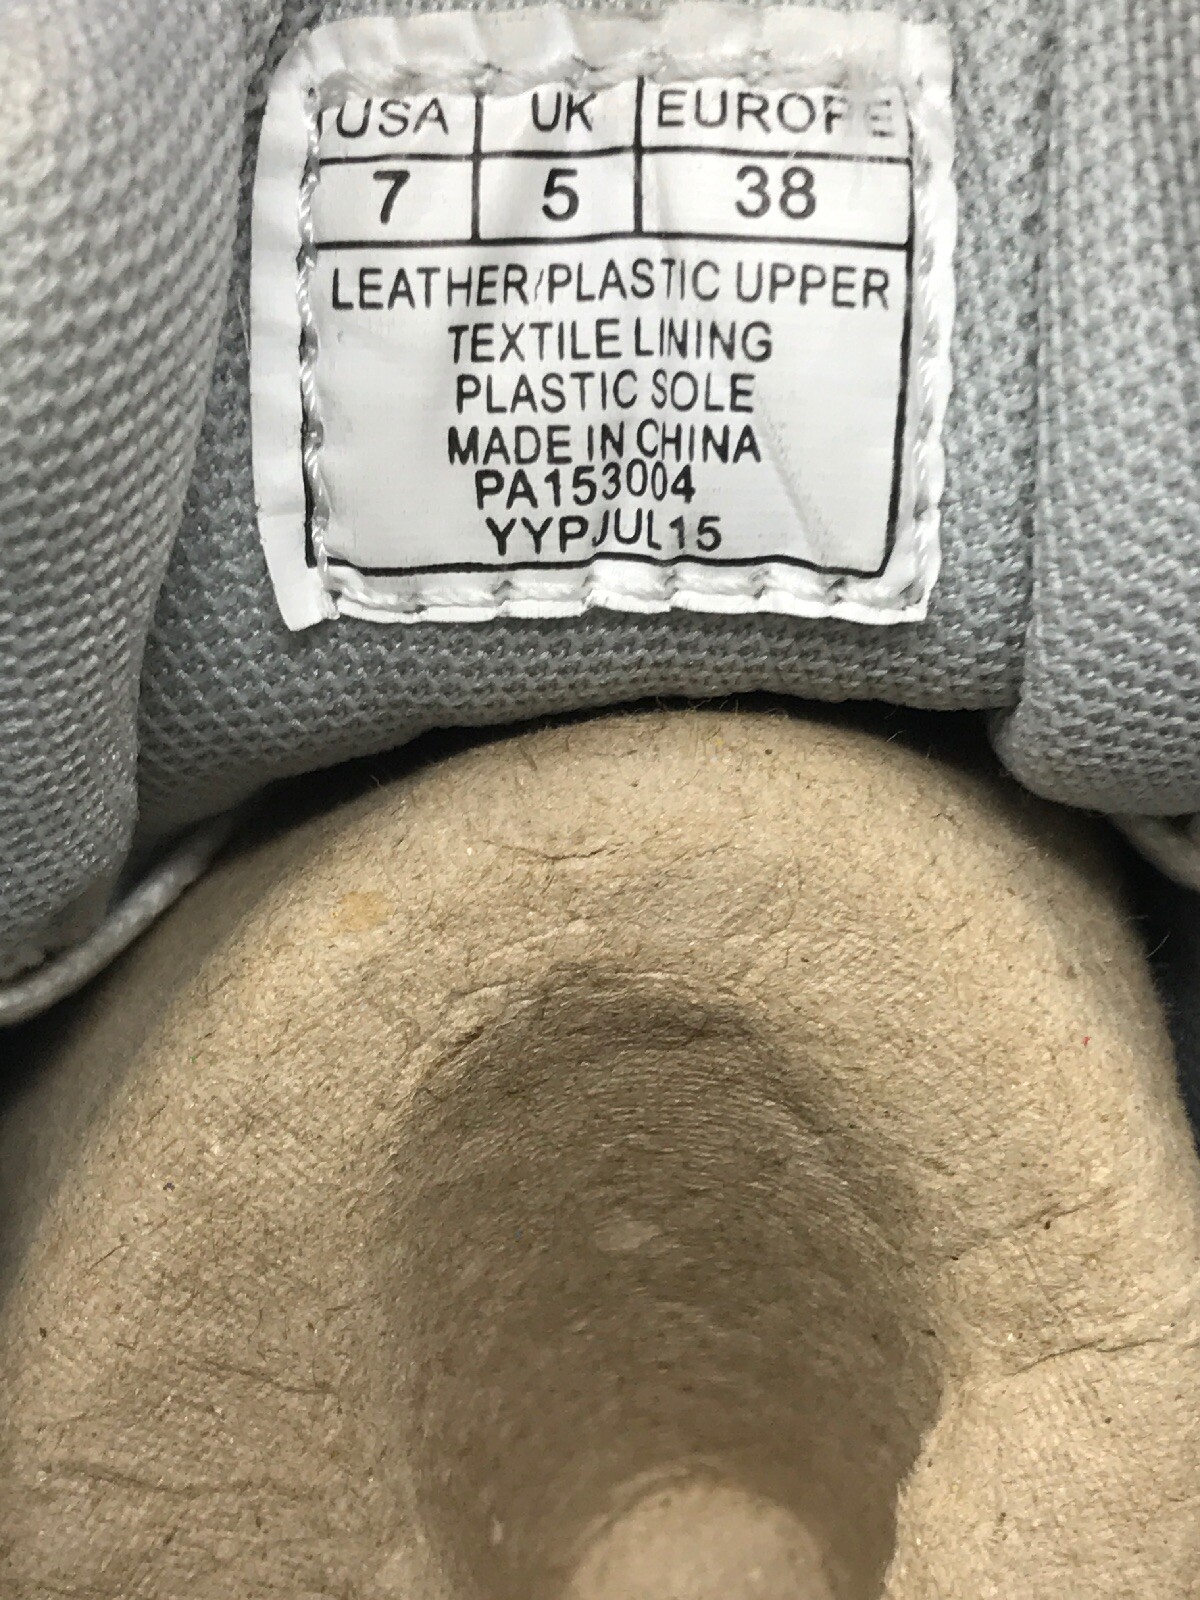 USA UK EUROPE
7 5 38
LEATHER/PLASTIC UPPER
TEXTILE LINING
PLASTIC SOLE
MADE IN CHINA
PA153004
YYPJUL15